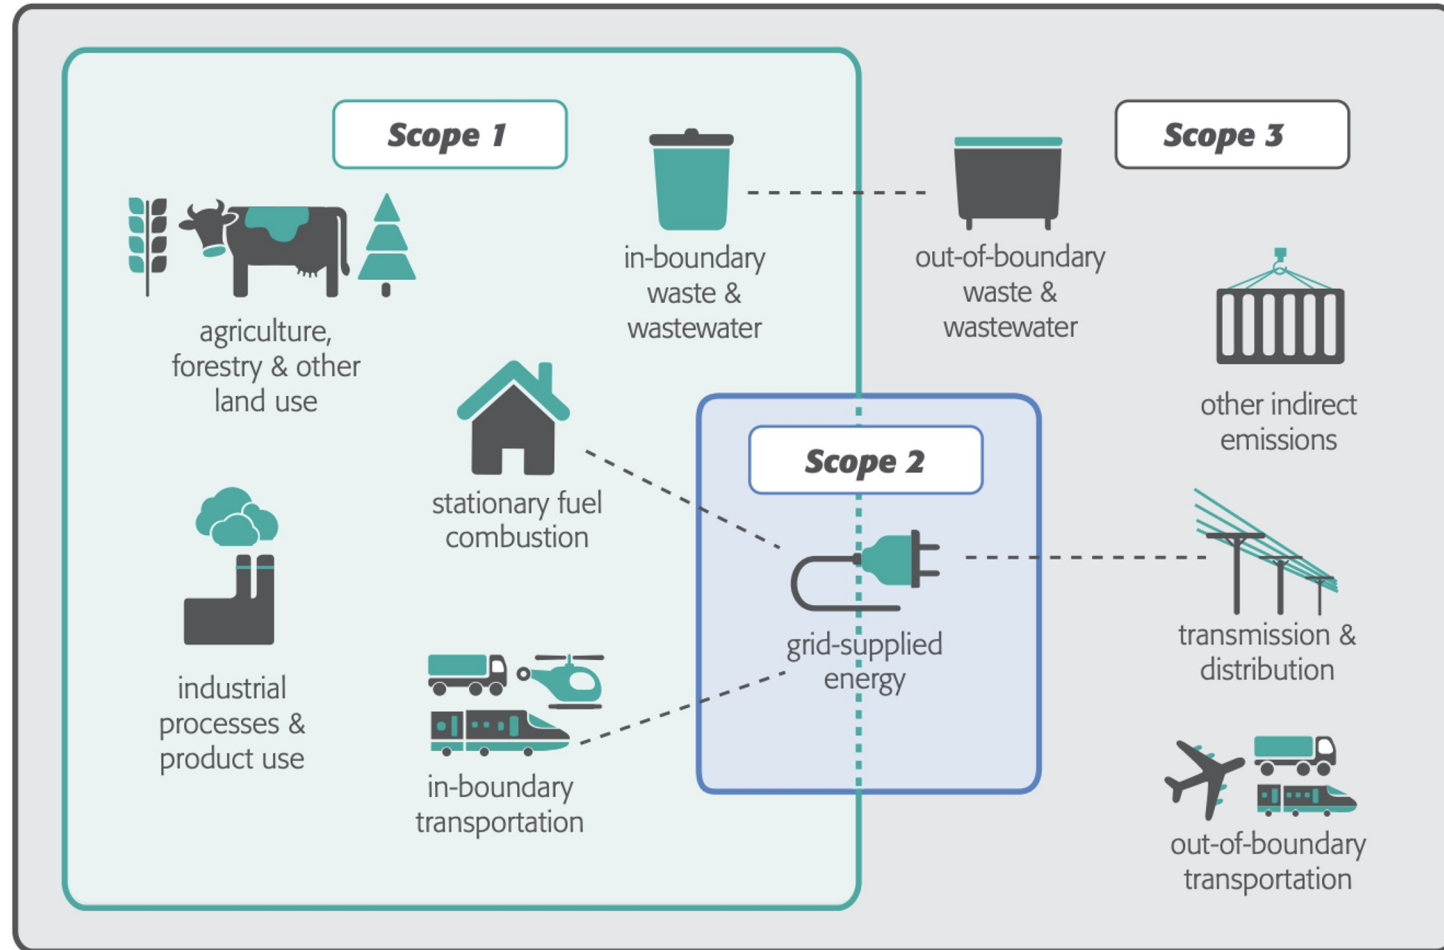 Scope 1
Scope 3
in-boundary
waste &
wastewater
out-of-boundary
waste &
wastewater
agriculture,
forestry & other
land use
other indirect
emissions
stationary fuel
combustion
Scope 2
grid-supplied
energy
transmission &
distribution
industrial
processes &
product use
in-boundary
transportation
out-of-boundary
transportation